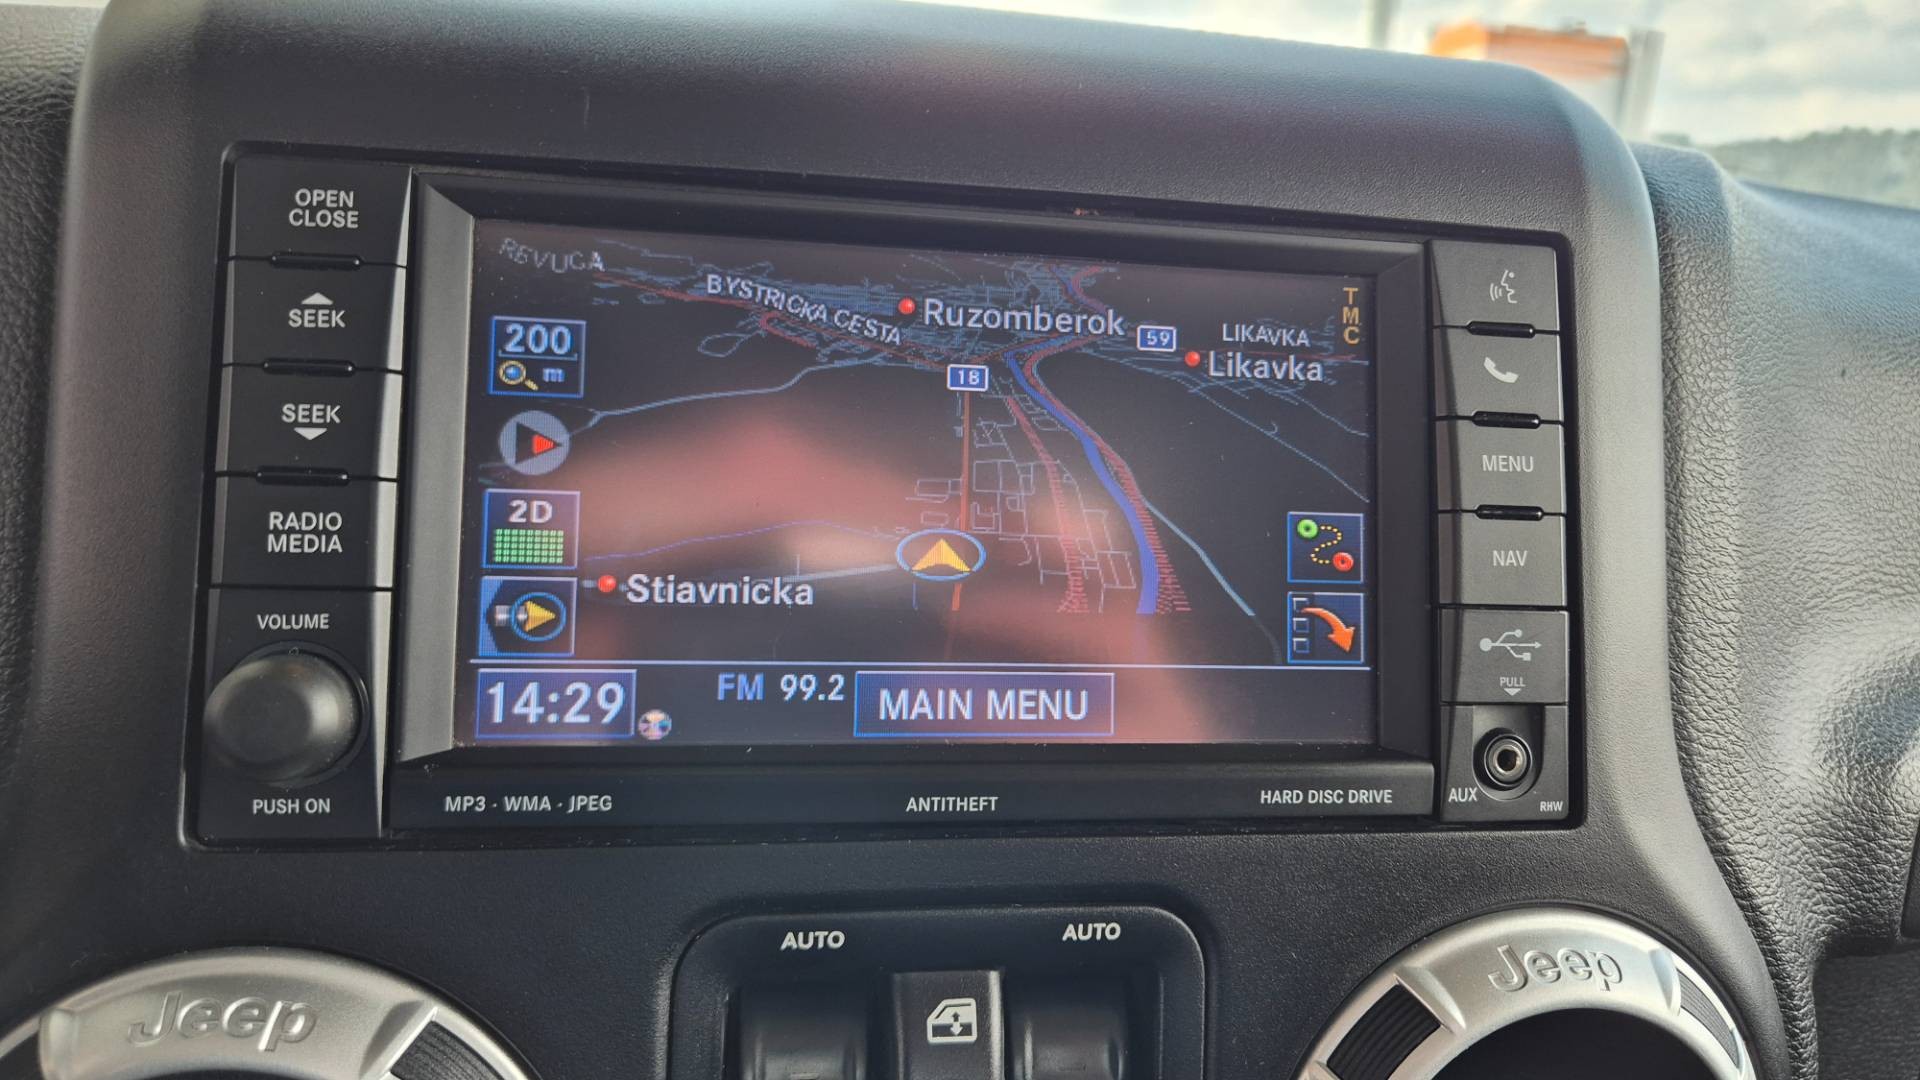 OPEN
CLOSE
SEEK
SEEK
RADIO
MEDIA
VOLUME
PUSH ON
REVUGA
BYSTRICKA CESTA
Ruzomberok
59
LIKAVKA
Likavka
TMC
200
m
18
2D
Stiavnicka
14:29
FM 99.2
MAIN MENU
MENU
NAV
PULL
AUX
RHW
MP3 · WMA · JPEG
ANTITHEFT
HARD DISC DRIVE
AUTO
AUTO
Jeep
Jeep